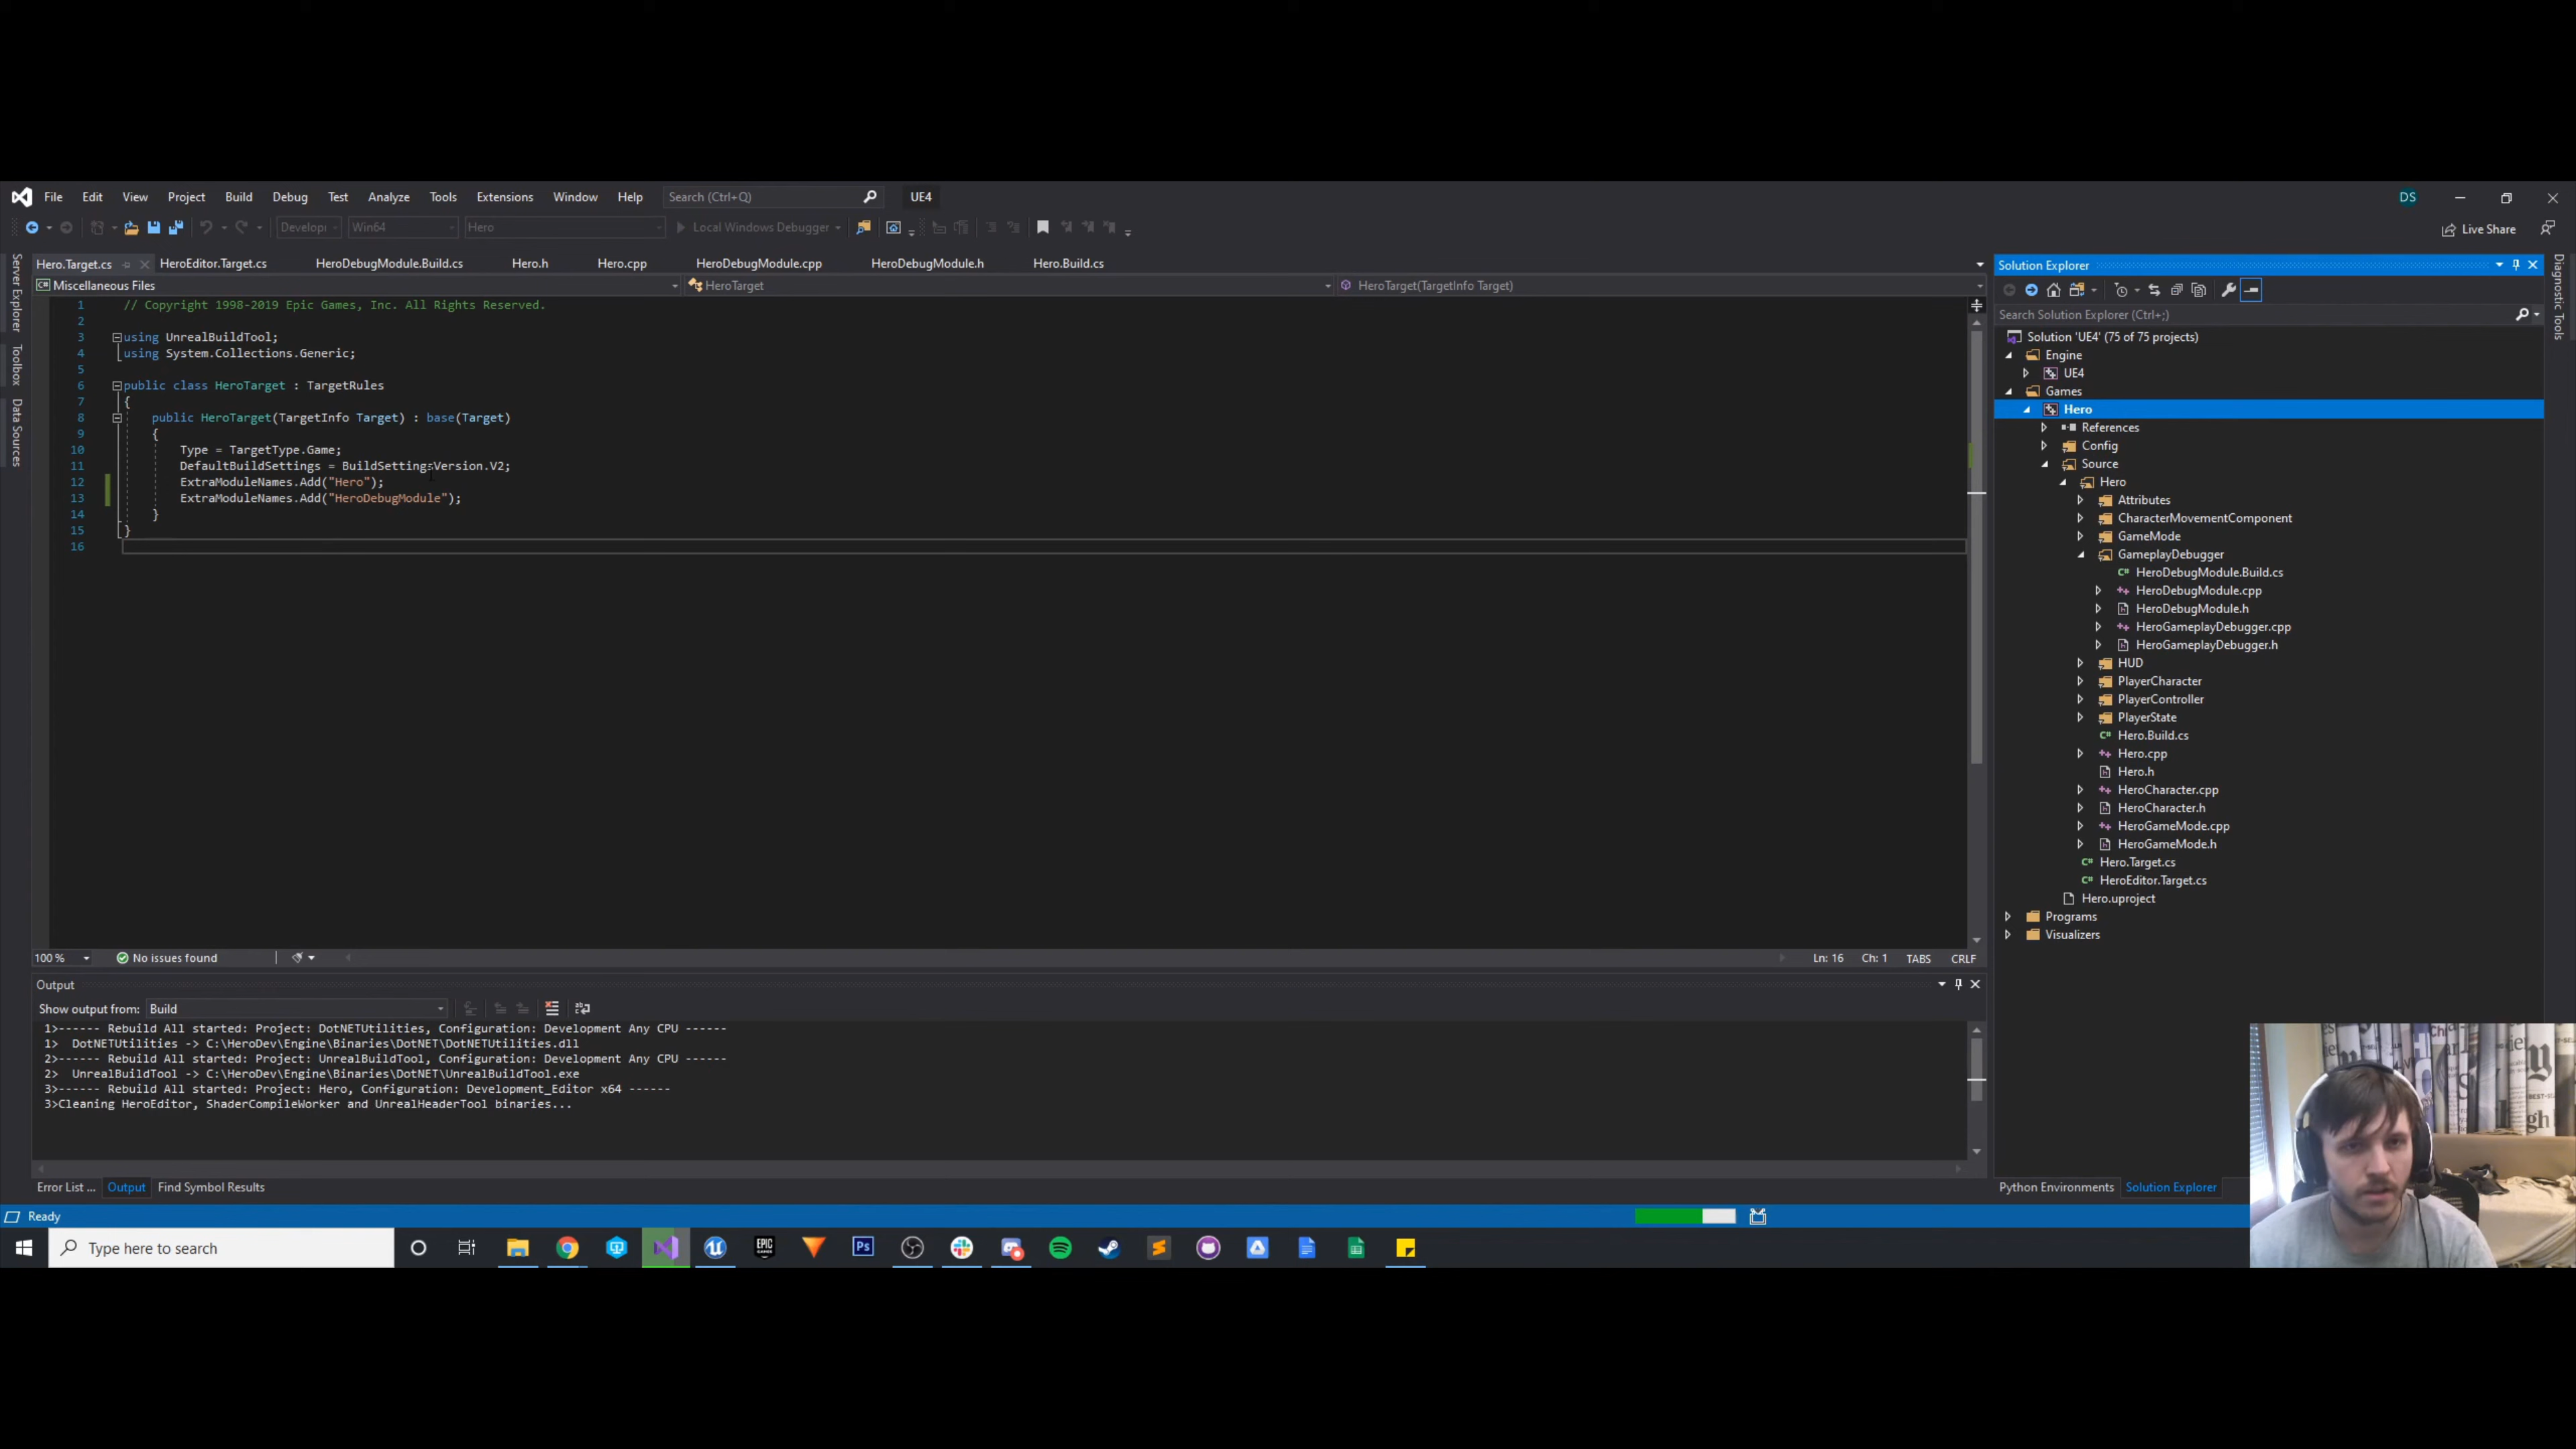 File Edit View Project Build Debug Test Analyze Tools Extensions Window Help Search (Ctrl+Q) UE4 DS
Develop Win64 Hero Local Windows Debugger Live Share
Hero.Target.cs HeroEditor.Target.cs HeroDebugModule.Build.cs Hero.h Hero.cpp HeroDebugModule.cpp HeroDebugModule.h Hero.Build.cs
Miscellaneous Files HeroTarget HeroTarget(TargetInfo Target)
Server Explorer
Toolbox
Data Sources
1 // Copyright 1998-2019 Epic Games, Inc. All Rights Reserved.
2
3 using UnrealBuildTool;
4 using System.Collections.Generic;
5
6 public class HeroTarget : TargetRules
7 {
8 public HeroTarget(TargetInfo Target) : base(Target)
9 {
10 Type = TargetType.Game;
11 DefaultBuildSettings = BuildSettingsVersion.V2;
12 ExtraModuleNames.Add("Hero");
13 ExtraModuleNames.Add("HeroDebugModule");
14 }
15 }
16
100 % No issues found Ln: 16 Ch: 1 TABS CRLF
Output
Show output from: Build
1>------ Rebuild All started: Project: DotNETUtilities, Configuration: Development Any CPU ------
1> DotNETUtilities -> C:\HeroDev\Engine\Binaries\DotNET\DotNETUtilities.dll
2>------ Rebuild All started: Project: UnrealBuildTool, Configuration: Development Any CPU ------
2> UnrealBuildTool -> C:\HeroDev\Engine\Binaries\DotNET\UnrealBuildTool.exe
3>------ Rebuild All started: Project: Hero, Configuration: Development_Editor x64 ------
3>Cleaning HeroEditor, ShaderCompileWorker and UnrealHeaderTool binaries...
Error List ... Output Find Symbol Results
Solution Explorer
Search Solution Explorer (Ctrl+;)
Solution 'UE4' (75 of 75 projects)
Engine
UE4
Games
Hero
References
Config
Source
Hero
Attributes
CharacterMovementComponent
GameMode
GameplayDebugger
HeroDebugModule.Build.cs
HeroDebugModule.cpp
HeroDebugModule.h
HeroGameplayDebugger.cpp
HeroGameplayDebugger.h
HUD
PlayerCharacter
PlayerController
PlayerState
Hero.Build.cs
Hero.cpp
Hero.h
HeroCharacter.cpp
HeroCharacter.h
HeroGameMode.cpp
HeroGameMode.h
Hero.Target.cs
HeroEditor.Target.cs
Hero.uproject
Programs
Visualizers
Python Environments Solution Explorer
Diagnostic Tools
Ready
Type here to search
EPIC GAMES
Ps